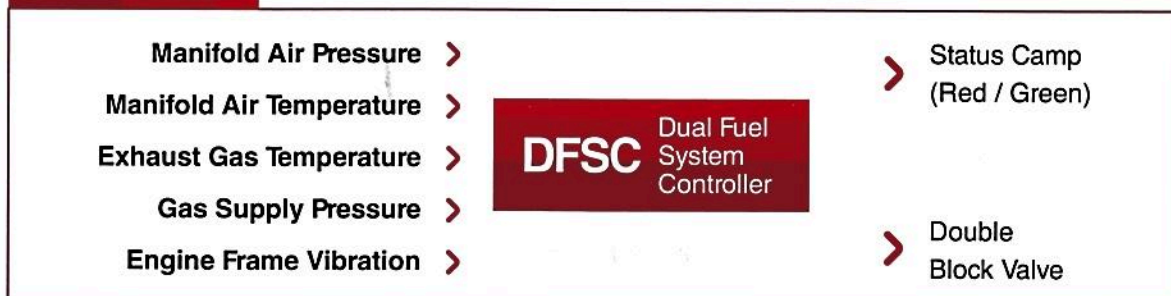 Manifold Air Pressure
Manifold Air Temperature
Exhaust Gas Temperature
Gas Supply Pressure
Engine Frame Vibration
DFSC
Dual Fuel
System
Controller
Status Camp
(Red / Green)
Double
Block Valve